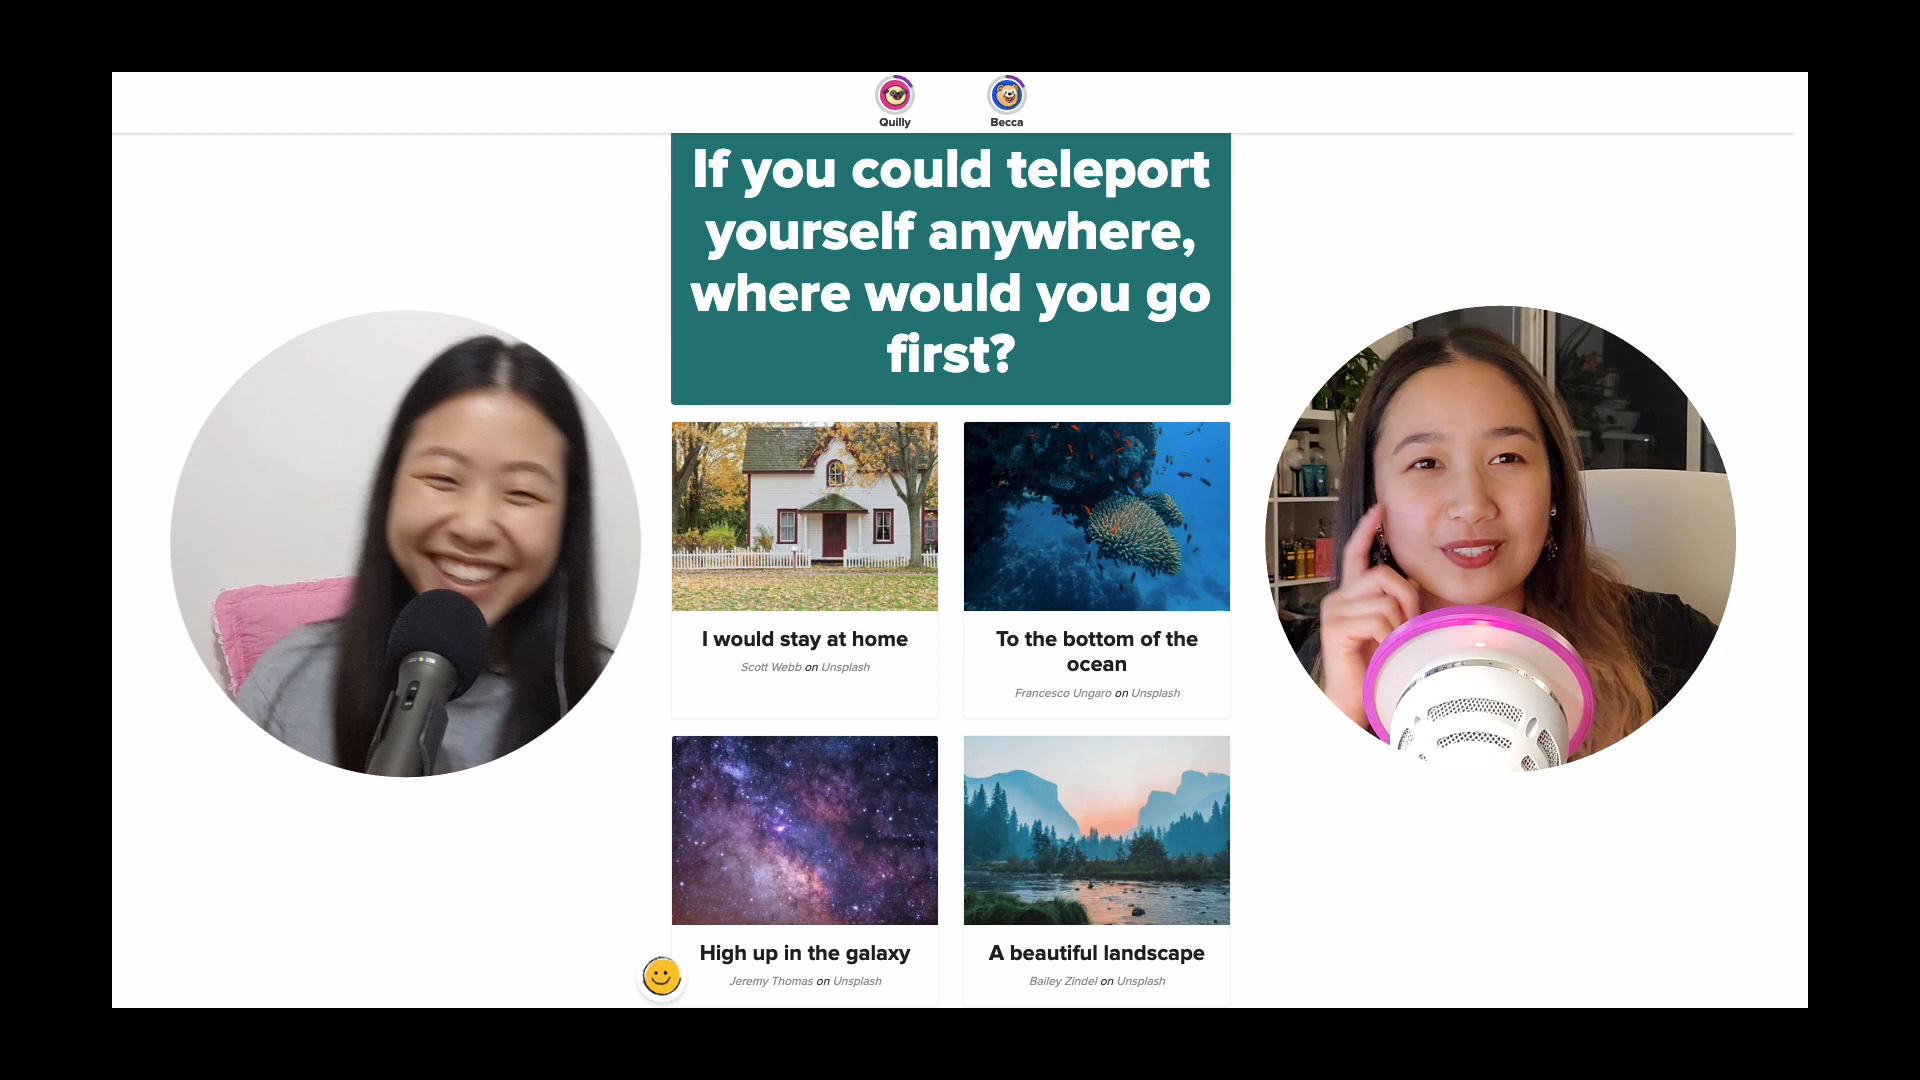 Quilly
Becca
If you could teleport
yourself anywhere,
where would you go
first?
I would stay at home
Scott Webb on Unsplash
To the bottom of the
ocean
Francesco Ungaro on Unsplash
High up in the galaxy
Jeremy Thomas on Unsplash
A beautiful landscape
Bailey Zindel on Unsplash